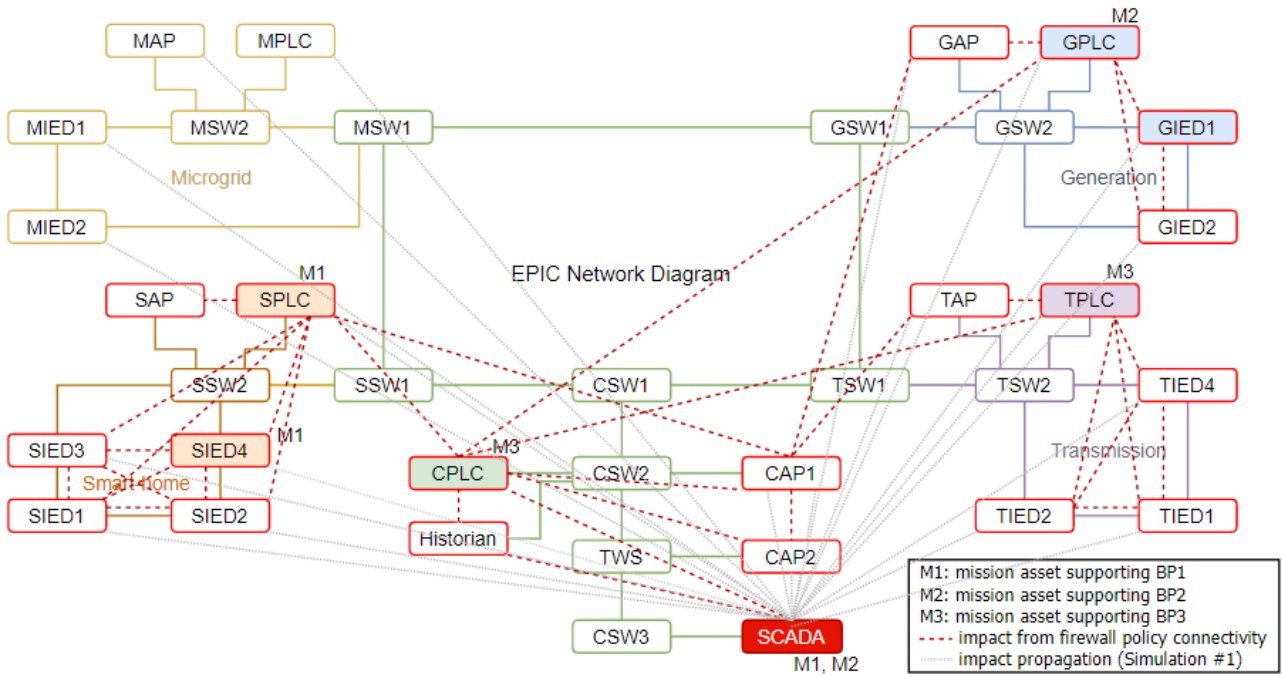 M2
MAP
MPLC
GAP
GPLC
MIED1
MSW2
MSW1
GSW1
GSW2
GIED1
Microgrid
Generation
MIED2
GIED2
EPIC Network Diagram
M1
M3
SAP
SPLC
TAP
TPLC
SSW2
SSW1
CSW1
TSW1
TSW2
TIED4
M1
SIED3
SIED4
M3
Transmission
CPLC
CSW2
CAP1
Smart-home
SIED1
SIED2
TIED2
TIED1
Historian
TWS
CAP2
M1: mission asset supporting BP1
M2: mission asset supporting BP2
M3: mission asset supporting BP3
impact from firewall policy connectivity
impact propagation (Simulation #1)
CSW3
SCADA
M1, M2